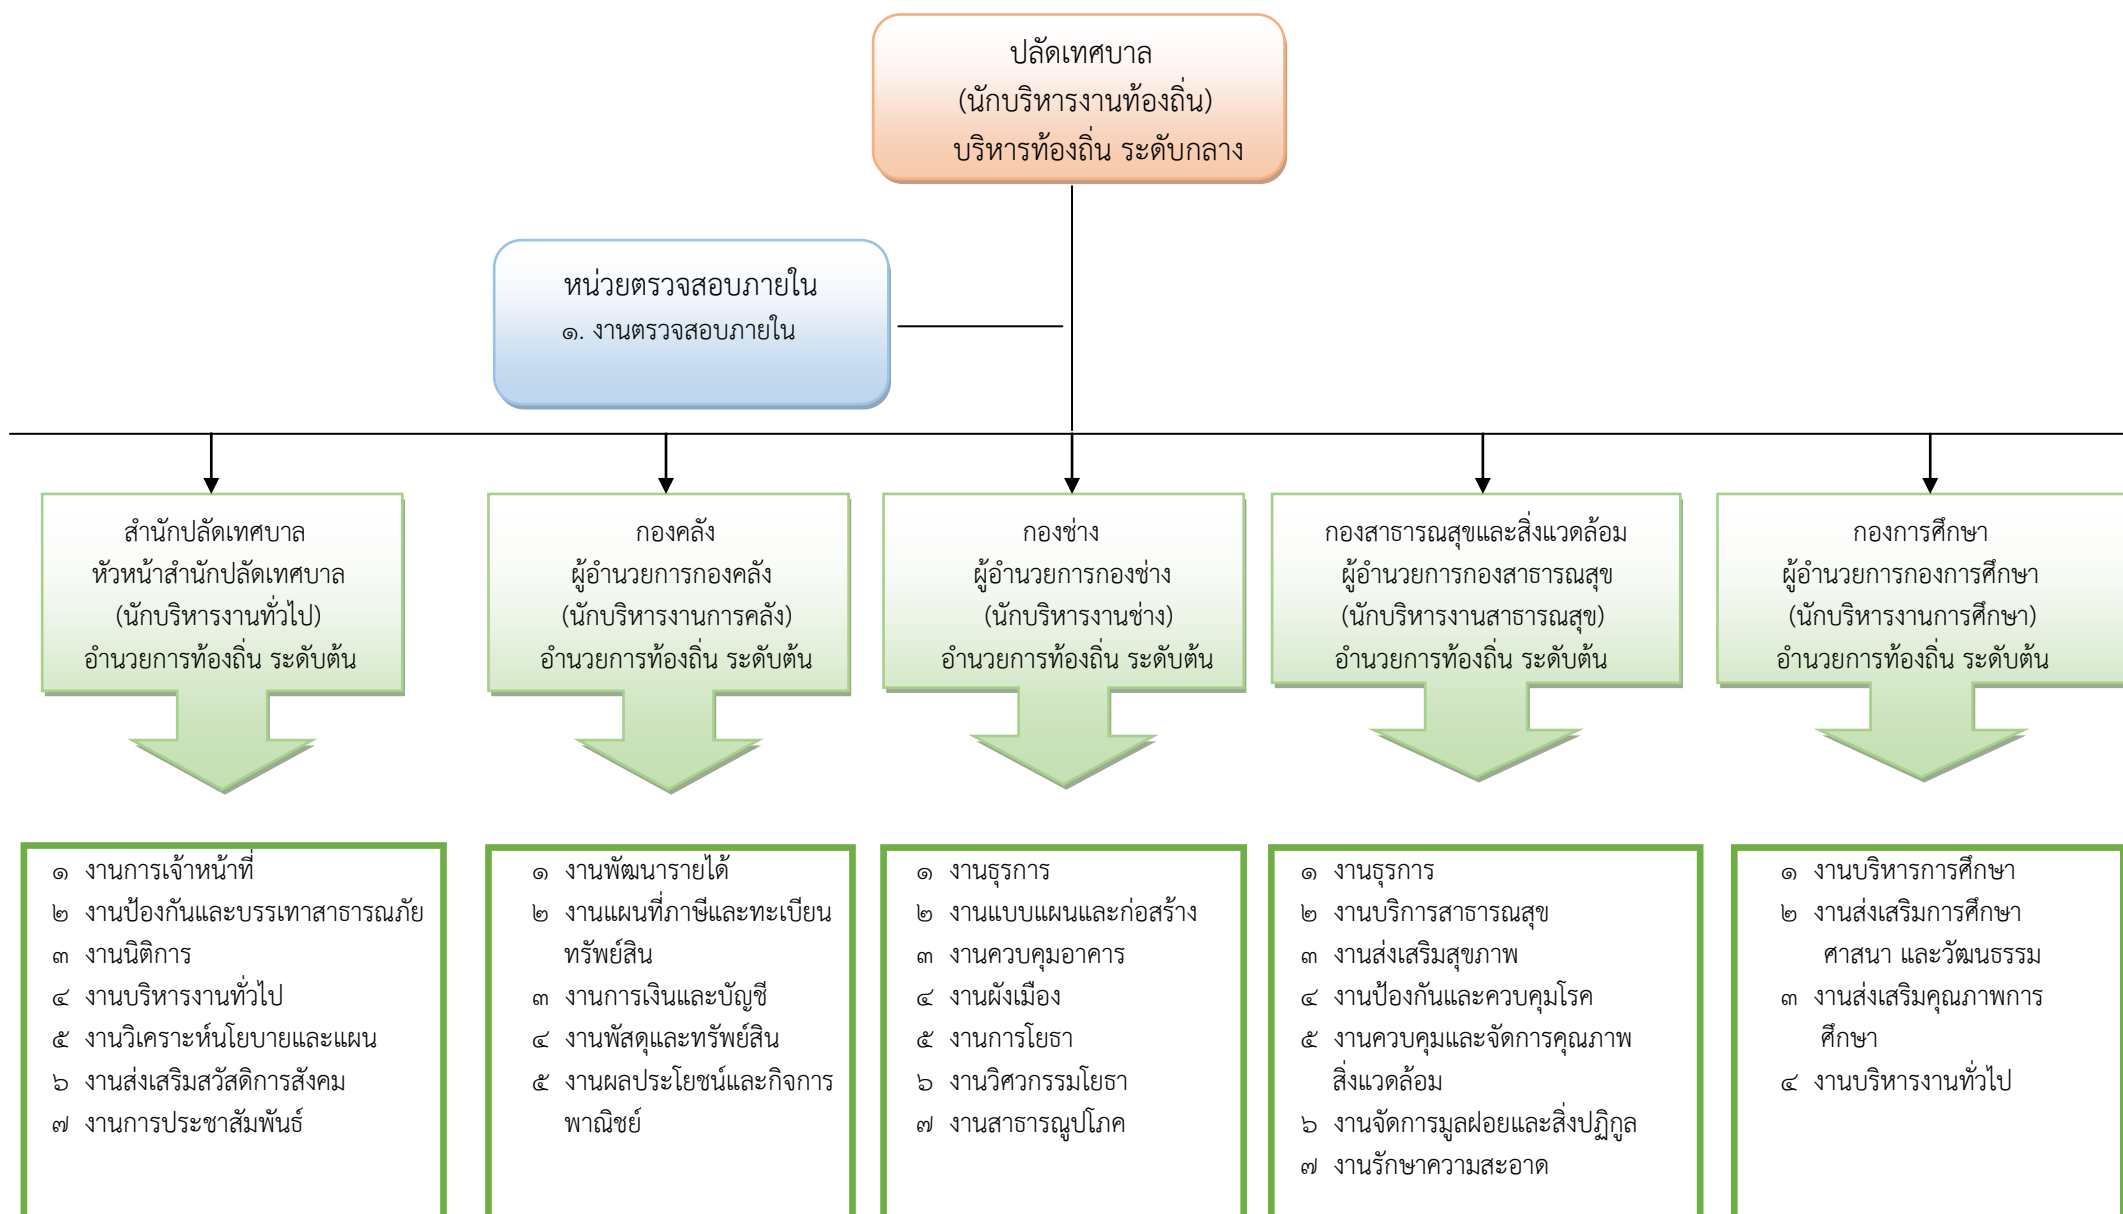 ปลัดเทศบาล
(นักบริหารงานท้องถิ่น)
บริหารท้องถิ่น ระดับกลาง
หน่วยตรวจสอบภายใน
๑. งานตรวจสอบภายใน
สำนักปลัดเทศบาล
หัวหน้าสำนักปลัดเทศบาล
(นักบริหารงานทั่วไป)
อำนวยการท้องถิ่น ระดับต้น
กองคลัง
ผู้อำนวยการกองคลัง
(นักบริหารงานการคลัง)
อำนวยการท้องถิ่น ระดับต้น
กองช่าง
ผู้อำนวยการกองช่าง
(นักบริหารงานช่าง)
อำนวยการท้องถิ่น ระดับต้น
กองสาธารณสุขและสิ่งแวดล้อม
ผู้อำนวยการกองสาธารณสุข
(นักบริหารงานสาธารณสุข)
อำนวยการท้องถิ่น ระดับต้น
กองการศึกษา
ผู้อำนวยการกองการศึกษา
(นักบริหารงานการศึกษา)
อำนวยการท้องถิ่น ระดับต้น
๑ งานการเจ้าหน้าที่
๒ งานป้องกันและบรรเทาสาธารณภัย
๓ งานนิติการ
๔ งานบริหารงานทั่วไป
๕ งานวิเคราะห์นโยบายและแผน
๖ งานส่งเสริมสวัสดิการสังคม
๗ งานการประชาสัมพันธ์
๑ งานพัฒนารายได้
๒ งานแผนที่ภาษีและทะเบียน
ทรัพย์สิน
๓ งานการเงินและบัญชี
๔ งานพัสดุและทรัพย์สิน
๕ งานผลประโยชน์และกิจการ
พาณิชย์
๑ งานธุรการ
๒ งานแบบแผนและก่อสร้าง
๓ งานควบคุมอาคาร
๔ งานผังเมือง
๕ งานการโยธา
๖ งานวิศวกรรมโยธา
๗ งานสาธารณูปโภค
๑ งานธุรการ
๒ งานบริการสาธารณสุข
๓ งานส่งเสริมสุขภาพ
๔ งานป้องกันและควบคุมโรค
๕ งานควบคุมและจัดการคุณภาพ
สิ่งแวดล้อม
๖ งานจัดการมูลฝอยและสิ่งปฏิกูล
๗ งานรักษาความสะอาด
๑ งานบริหารการศึกษา
๒ งานส่งเสริมการศึกษา
ศาสนา และวัฒนธรรม
๓ งานส่งเสริมคุณภาพการ
ศึกษา
๔ งานบริหารงานทั่วไป